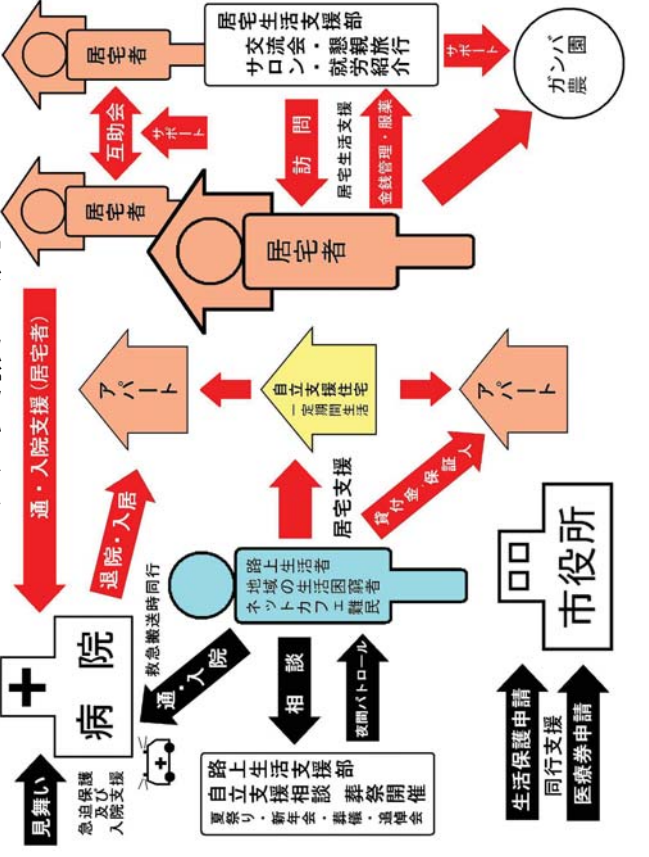 見舞い
急迫保護
及び
入院支援
病院
通・入院支援(居宅者)
退院・入居
救急搬送時同行
通・入院
路上生活支援部
自立支援相談 葬祭開催
夏祭り・新年会・葬儀・追悼会
相談
夜間パトロール
路上生活者
地域の生活困窮者
ネットカフェ難民
居宅支援
貸付金・保証人
アパート
自立支援住宅
一定期間生活
アパート
生活保護申請
同行支援
医療券申請
市役所
居宅者
互助会
サポート
居宅者
居宅者
訪問
居宅生活支援
金銭管理・服薬
居宅生活支援部
交流会・懇親旅行
サロン・就労紹介
サポート
ガンバ
農園